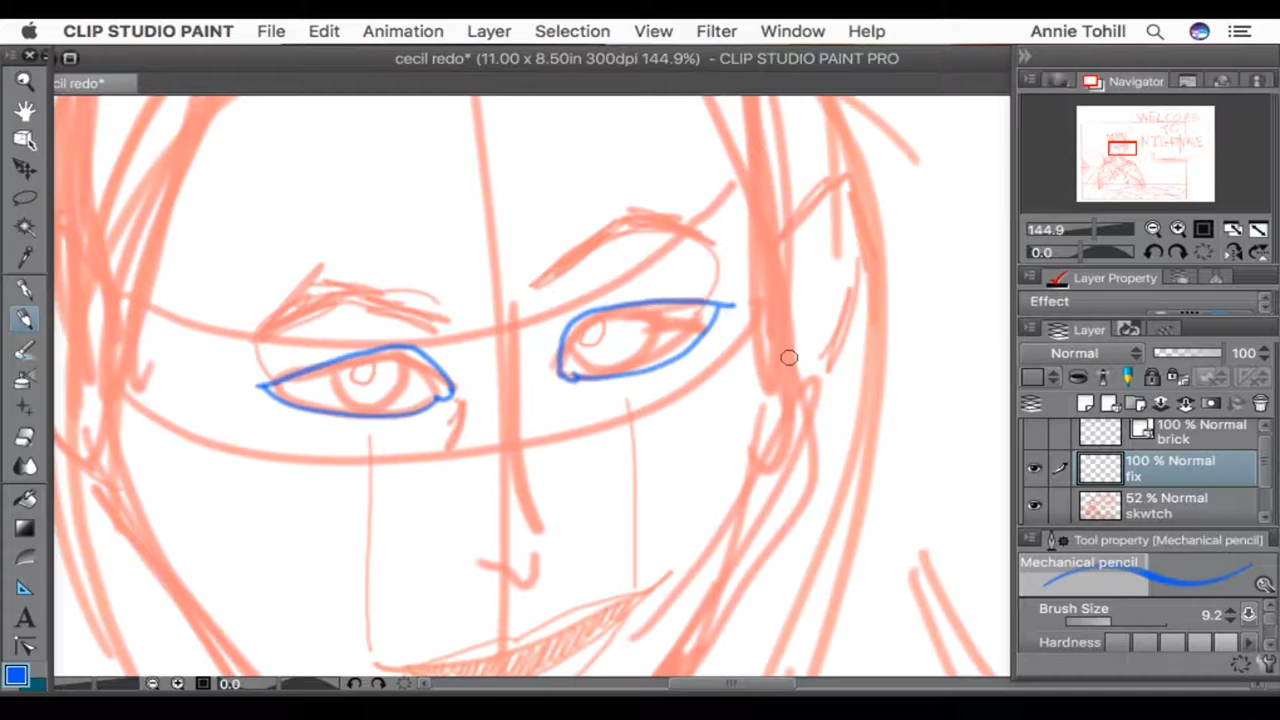 CLIP STUDIO PAINT File Edit Animation Layer Selection View Filter Window Help Annie Tohill
cecil redo* (11.00 x 8.50in 300dpi 144.9%) - CLIP STUDIO PAINT PRO
cil redo*
Navigator
WELCOME
TO
144.9
0.0
Layer Property
Effect
Layer
Normal 100
100 % Normal
brick
100 % Normal
fix
52 % Normal
skwtch
Tool property [Mechanical pencil]
Mechanical pencil
Brush Size 9.2
Hardness
0.0
A